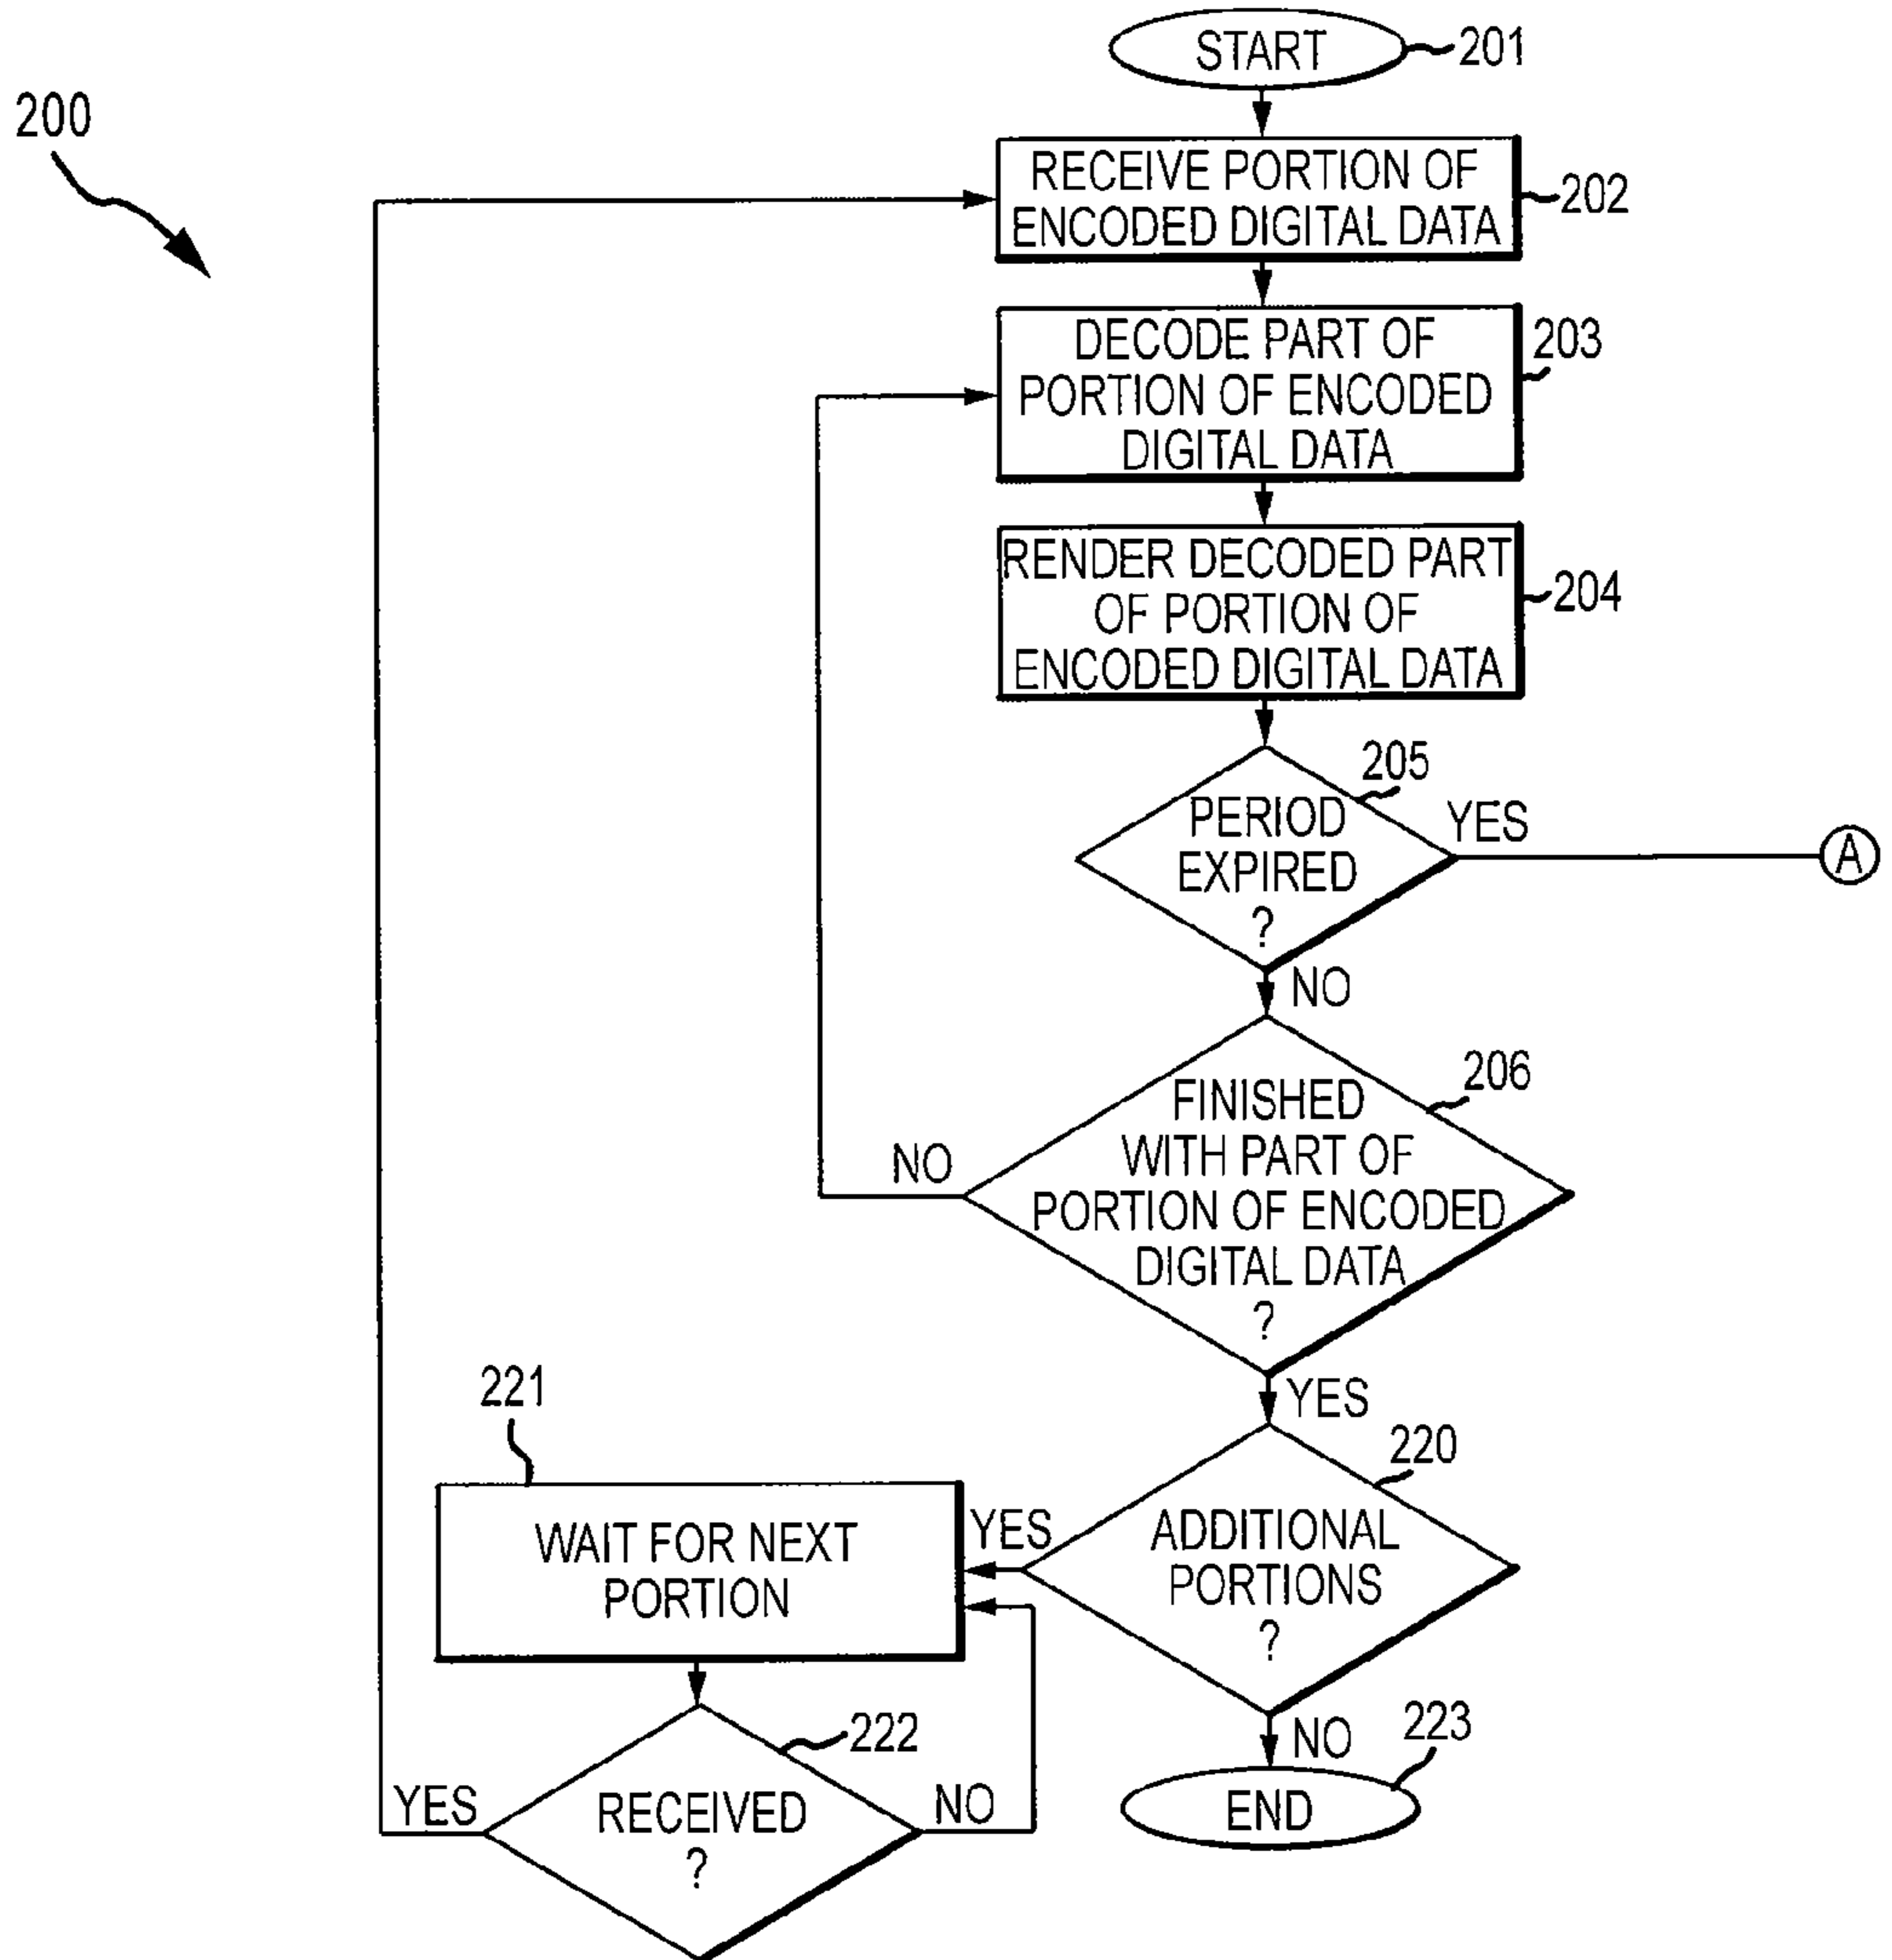 200
START
201
RECEIVE PORTION OF
ENCODED DIGITAL DATA
202
DECODE PART OF
PORTION OF ENCODED
DIGITAL DATA
203
RENDER DECODED PART
OF PORTION OF
ENCODED DIGITAL DATA
204
PERIOD
EXPIRED
?
205
YES
A
NO
FINISHED
WITH PART OF
PORTION OF ENCODED
DIGITAL DATA
?
206
NO
YES
ADDITIONAL
PORTIONS
?
220
YES
221
WAIT FOR NEXT
PORTION
RECEIVED
?
222
YES
NO
NO
223
END